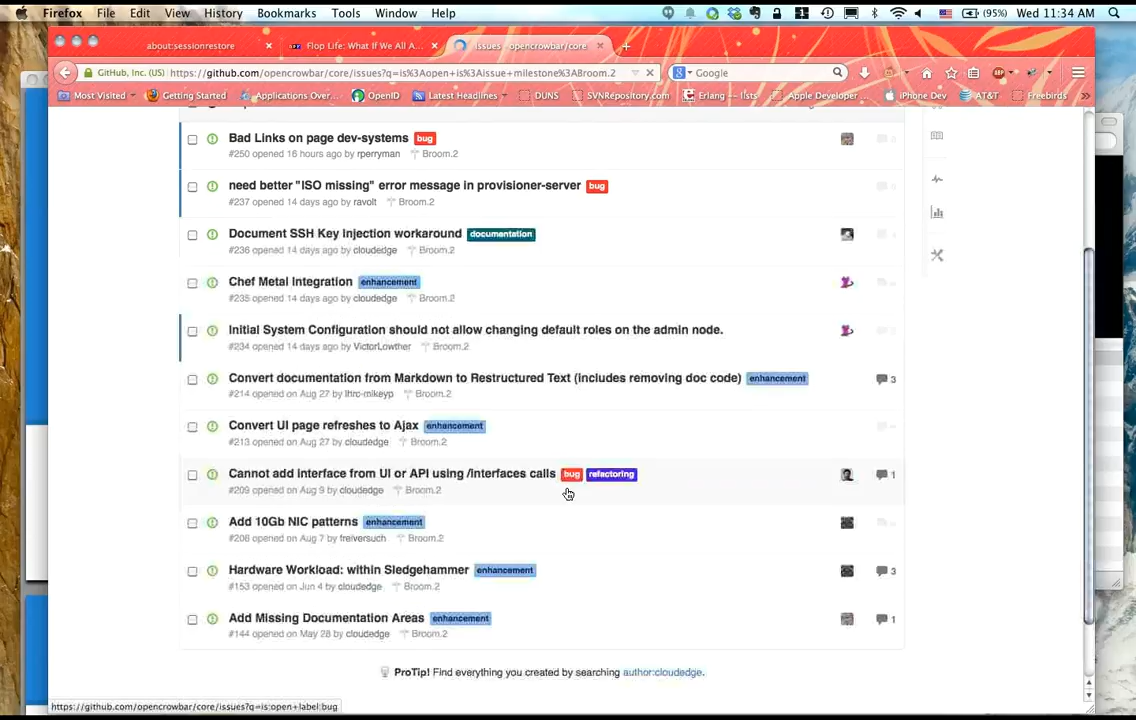 Firefox File Edit View History Bookmarks Tools Window Help (95%) Wed 11:34 AM
about:sessionrestore Flop Life: What If We All A... Issues · opencrowbar/core
GitHub, Inc. (US) https://github.com/opencrowbar/core/issues?q=is%3Aopen+is%3Aissue+milestone%3ABroom.2 Google
Most Visited Getting Started Applications Over... OpenID Latest Headlines DUNS SVNRepository.com Erlang -- lists Apple Developer... iPhone Dev AT&T Freebirds
Bad Links on page dev-systems bug
#250 opened 16 hours ago by rperryman Broom.2
need better "ISO missing" error message in provisioner-server bug
#237 opened 14 days ago by ravolt Broom.2
Document SSH Key injection workaround documentation
#236 opened 14 days ago by cloudedge Broom.2
Chef Metal Integration enhancement
#235 opened 14 days ago by cloudedge Broom.2
Initial System Configuration should not allow changing default roles on the admin node.
#234 opened 14 days ago by VictorLowther Broom.2
Convert documentation from Markdown to Restructured Text (includes removing doc code) enhancement 3
#214 opened on Aug 27 by lhrc-mikeyp Broom.2
Convert UI page refreshes to Ajax enhancement
#213 opened on Aug 27 by cloudedge Broom.2
Cannot add interface from UI or API using /interfaces calls bug refactoring 1
#209 opened on Aug 9 by cloudedge Broom.2
Add 10Gb NIC patterns enhancement
#206 opened on Aug 7 by freiversuch Broom.2
Hardware Workload: within Sledgehammer enhancement 3
#153 opened on Jun 4 by cloudedge Broom.2
Add Missing Documentation Areas enhancement 1
#144 opened on May 28 by cloudedge Broom.2
ProTip! Find everything you created by searching author:cloudedge.
https://github.com/opencrowbar/core/issues?q=is:open+label:bug